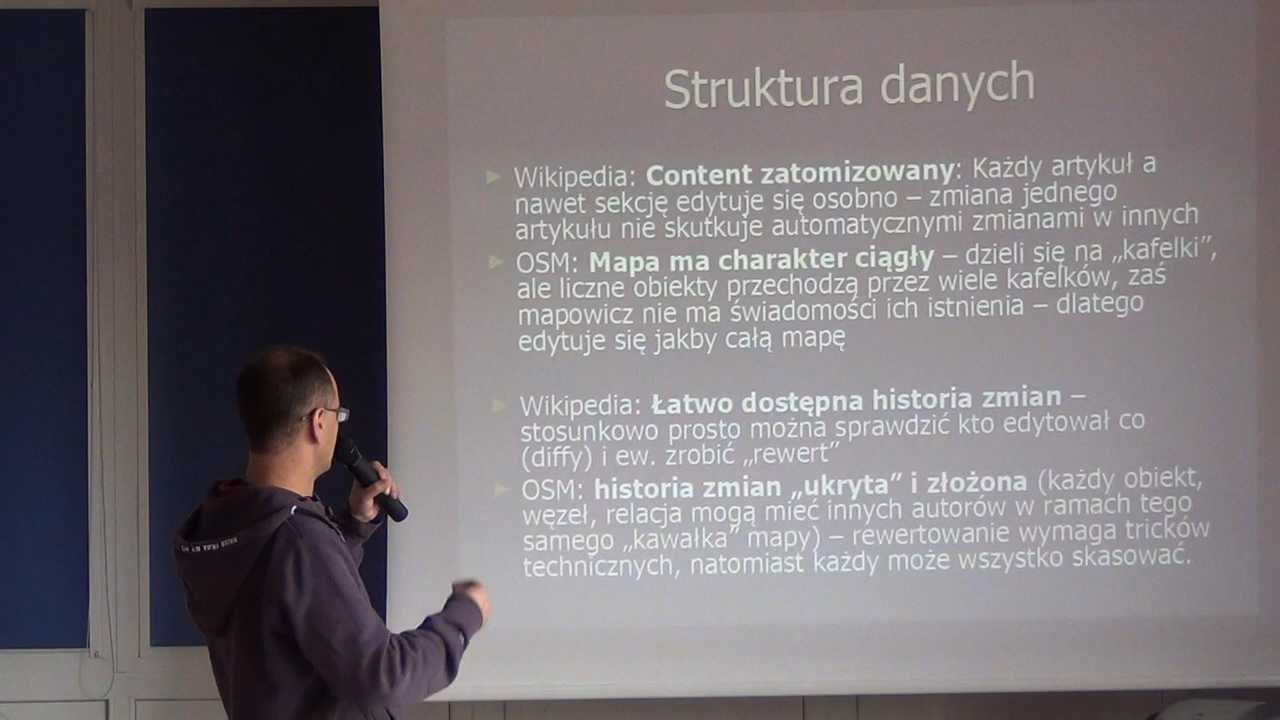 Struktura danych
Wikipedia: Content zatomizowany: Każdy artykuł a
nawet sekcję edytuje się osobno – zmiana jednego
artykułu nie skutkuje automatycznymi zmianami w innych
OSM: Mapa ma charakter ciągły – dzieli się na „kafelki”,
ale liczne obiekty przechodzą przez wiele kafelków, zaś
mapowicz nie ma świadomości ich istnienia – dlatego
edytuje się jakby całą mapę
Wikipedia: Łatwo dostępna historia zmian –
stosunkowo prosto można sprawdzić kto edytował co
(diffy) i ew. zrobić „rewert”
OSM: historia zmian „ukryta” i złożona (każdy obiekt,
węzeł, relacja mogą mieć innych autorów w ramach tego
samego „kawałka” mapy) – rewertowanie wymaga tricków
technicznych, natomiast każdy może wszystko skasować.